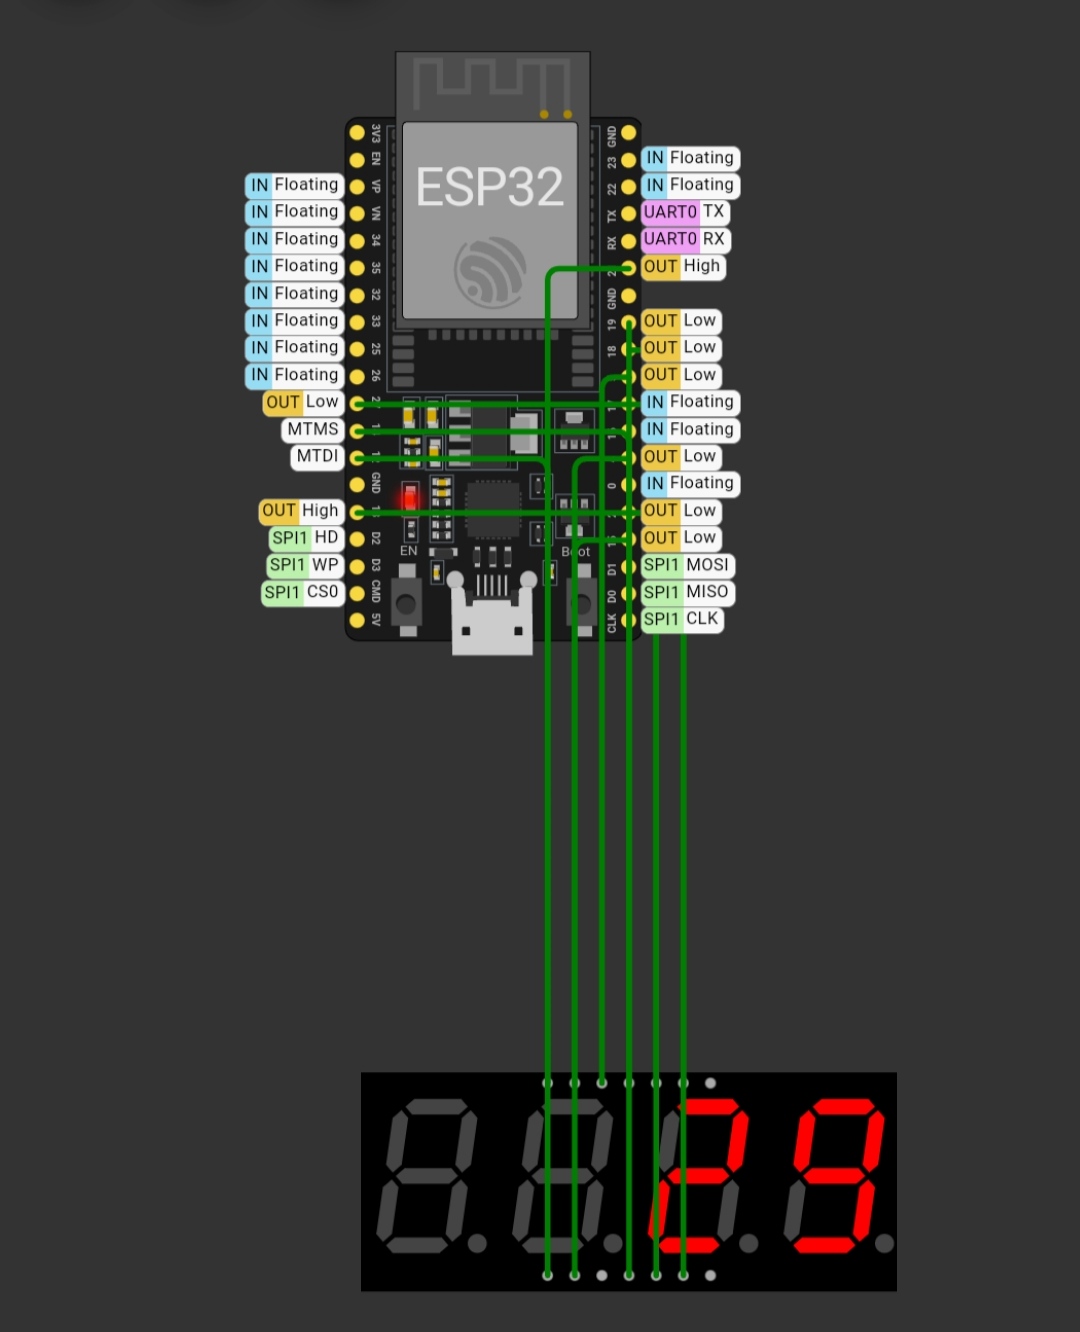 3V3
GND
EN
23
IN Floating
IN Floating
VP
ESP32
22
IN Floating
IN Floating
VN
TX
UART0 TX
IN Floating
34
RX
UART0 RX
IN Floating
35
OUT High
IN Floating
32
GND
IN Floating
33
19
OUT Low
IN Floating
25
18
OUT Low
IN Floating
26
OUT Low
OUT Low
IN Floating
MTMS
IN Floating
MTDI
OUT Low
GND
0
IN Floating
OUT High
OUT Low
SPI1 HD
D2
EN
Boot
OUT Low
SPI1 WP
D3
D1
SPI1 MOSI
SPI1 CS0
CMD
D0
SPI1 MISO
5V
CLK
SPI1 CLK
29